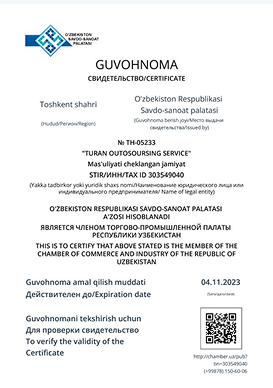 O'ZBEKISTON
SAVDO-SANOAT
PALATASI
GUVOHNOMA
СВИДЕТЕЛЬСТВО/CERTIFICATE
Toshkent shahri
(Hudud/Регион/Region)
O'zbekiston Respublikasi
Savdo-sanoat palatasi
(Guvohnoma berish joyi/Место выдачи
свидетельства/Issued by)
№ TH-05233
"TURAN OUTOSOURSING SERVICE"
Mas'uliyati cheklangan jamiyat
STIR/ИНН/TAX ID 303549040
(Yakka tadbirkor yoki yuridik shaxs nomi/Наименование юридического лица или
индивидуального предпринимателя/ Name of legal entity)
O'ZBEKISTON RESPUBLIKASI SAVDO-SANOAT PALATASI
A'ZOSI HISOBLANADI
ЯВЛЯЕТСЯ ЧЛЕНОМ ТОРГОВО-ПРОМЫШЛЕННОЙ ПАЛАТЫ
РЕСПУБЛИКИ УЗБЕКИСТАН
THIS IS TO CERTIFY THAT ABOVE STATED IS THE MEMBER OF THE
CHAMBER OF COMMERCE AND INDUSTRY OF THE REPUBLIC OF
UZBEKISTAN
Guvohnoma amal qilish muddati
Действителен до/Expiration date
04.11.2023
(Sana/дата/date)
Guvohnomani tekshirish uchun
Для проверки свидетельство
To verify the validity of the
Certificate
http://chamber.uz/pub?
tin=303549040
(+99878) 150-60-06